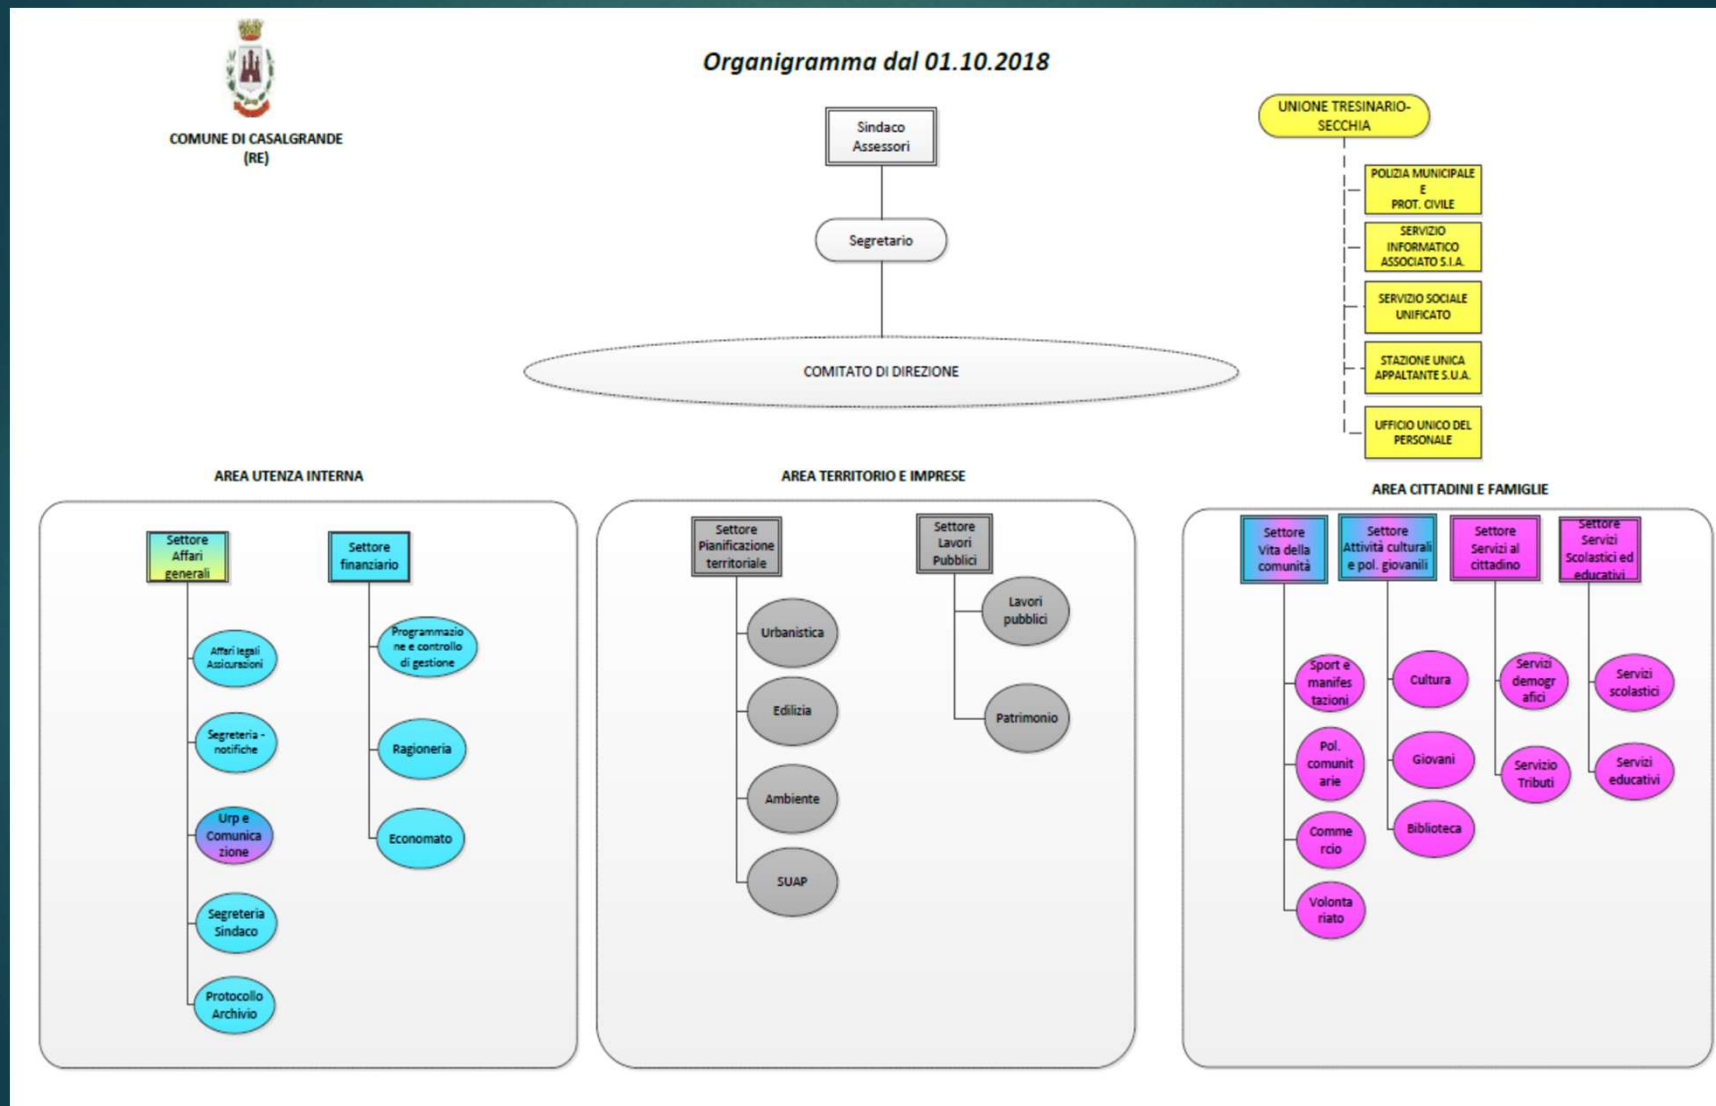 Organigramma dal 01.10.2018
COMUNE DI CASALGRANDE
(RE)
Sindaco
Assessori
Segretario
COMITATO DI DIREZIONE
UNIONE TRESINARIO-
SECCHIA
POLIZIA MUNICIPALE
E
PROT. CIVILE
SERVIZIO
INFORMATICO
ASSOCIATO S.I.A.
SERVIZIO SOCIALE
UNIFICATO
STAZIONE UNICA
APPALTANTE S.U.A.
UFFICIO UNICO DEL
PERSONALE
AREA UTENZA INTERNA
Settore
Affari
generali
Affari legali
Assicurazioni
Segreteria -
notifiche
Urp e
Comunica
zione
Segreteria
Sindaco
Protocollo
Archivio
Settore
finanziario
Programmazio
ne e controllo
di gestione
Ragioneria
Economato
AREA TERRITORIO E IMPRESE
Settore
Pianificazione
territoriale
Urbanistica
Edilizia
Ambiente
SUAP
Settore
Lavori
Pubblici
Lavori
pubblici
Patrimonio
AREA CITTADINI E FAMIGLIE
Settore
Vita della
comunità
Sport e
manifes
tazioni
Pol.
comunit
arie
Comme
rcio
Volonta
riato
Settore
Attività culturali
e pol. giovanili
Cultura
Giovani
Biblioteca
Settore
Servizi al
cittadino
Servizi
demogr
afici
Servizio
Tributi
Settore
Servizi
Scolastici ed
educativi
Servizi
scolastici
Servizi
educativi